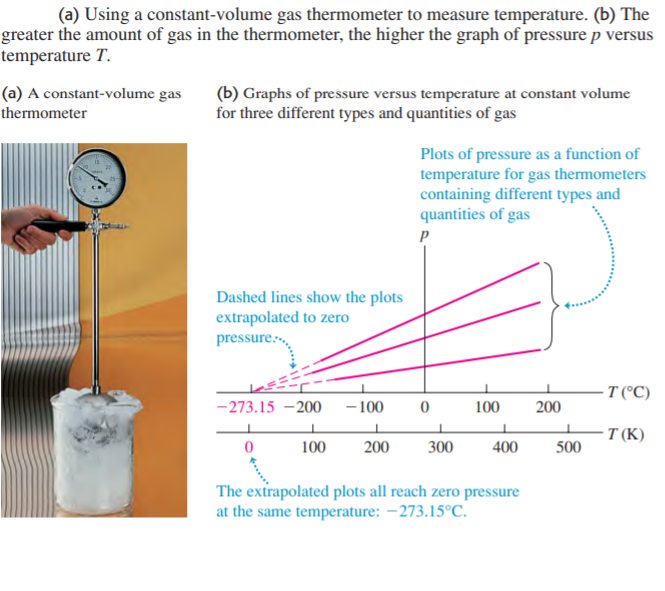 (a) Using a constant-volume gas thermometer to measure temperature. (b) The
greater the amount of gas in the thermometer, the higher the graph of pressure p versus
temperature T.
(a) A constant-volume gas
thermometer
(b) Graphs of pressure versus temperature at constant volume
for three different types and quantities of gas
Plots of pressure as a function of
temperature for gas thermometers
containing different types and
quantities of gas
p
Dashed lines show the plots
extrapolated to zero
pressure.
T (°C)
−273.15 −200 −100 0 100 200
T (K)
0 100 200 300 400 500
The extrapolated plots all reach zero pressure
at the same temperature: −273.15°C.